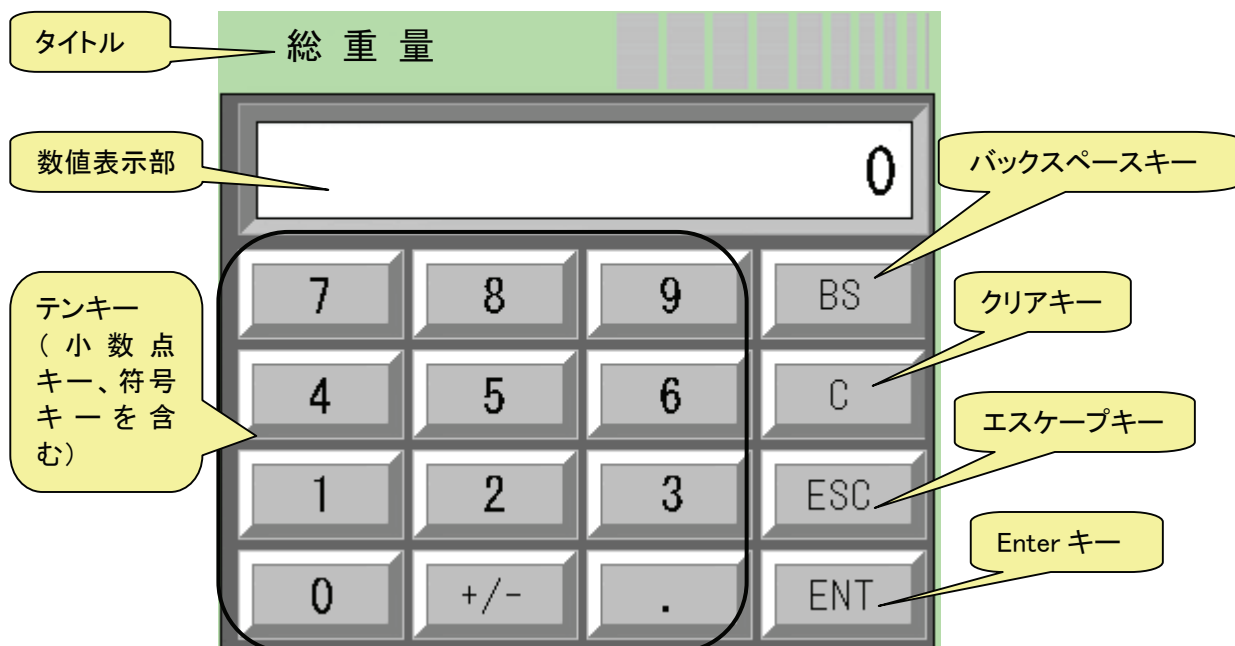 タイトル
総重量
数値表示部
0
バックスペースキー
7 8 9 BS
クリアキー
テンキー
(小数点
キー、符号
キーを含
む)
4 5 6 C
エスケープキー
1 2 3 ESC
Enter キー
0 +/- . ENT